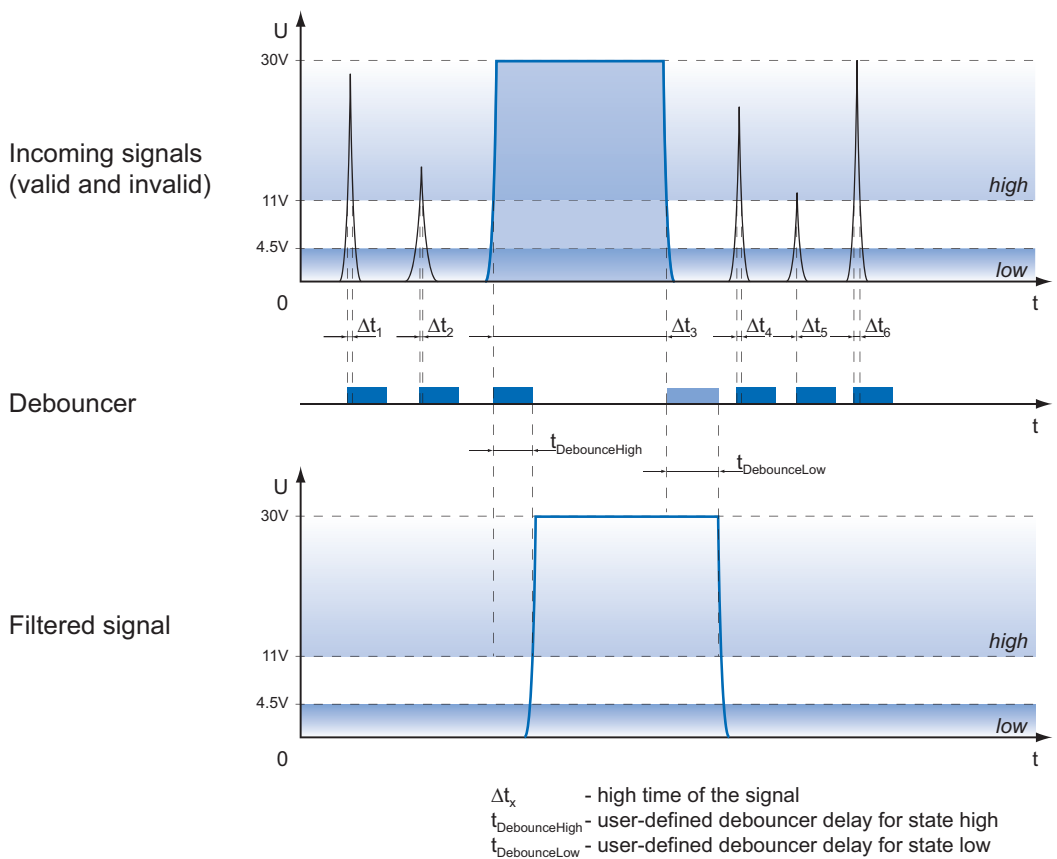 U
30V
Incoming signals
(valid and invalid)
high
11V
4.5V
low
0
t
Δt1
Δt2
Δt3
Δt4
Δt5
Δt6
Debouncer
t
tDebounceHigh
tDebounceLow
U
30V
Filtered signal
high
11V
4.5V
low
0
t
Δtx - high time of the signal
tDebounceHigh - user-defined debouncer delay for state high
tDebounceLow - user-defined debouncer delay for state low